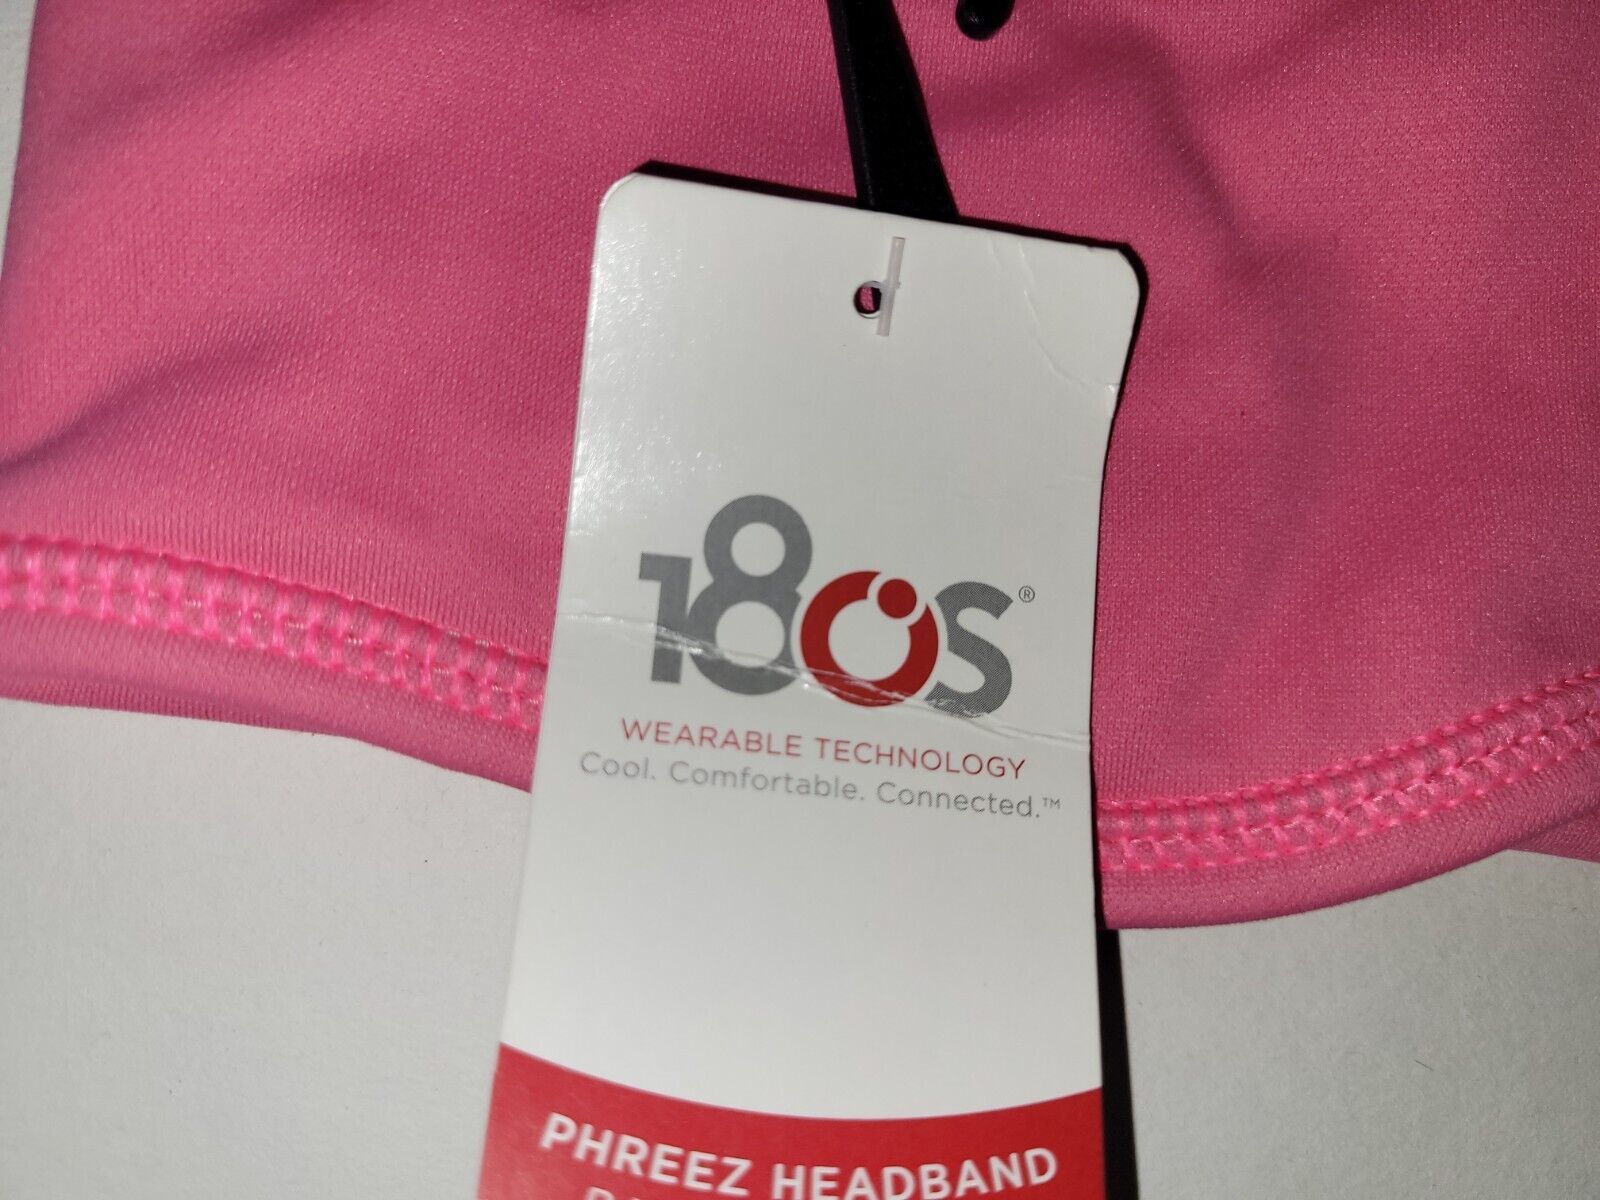 180s®
WEARABLE TECHNOLOGY
Cool. Comfortable. Connected.™
PHREEZ HEADBAND